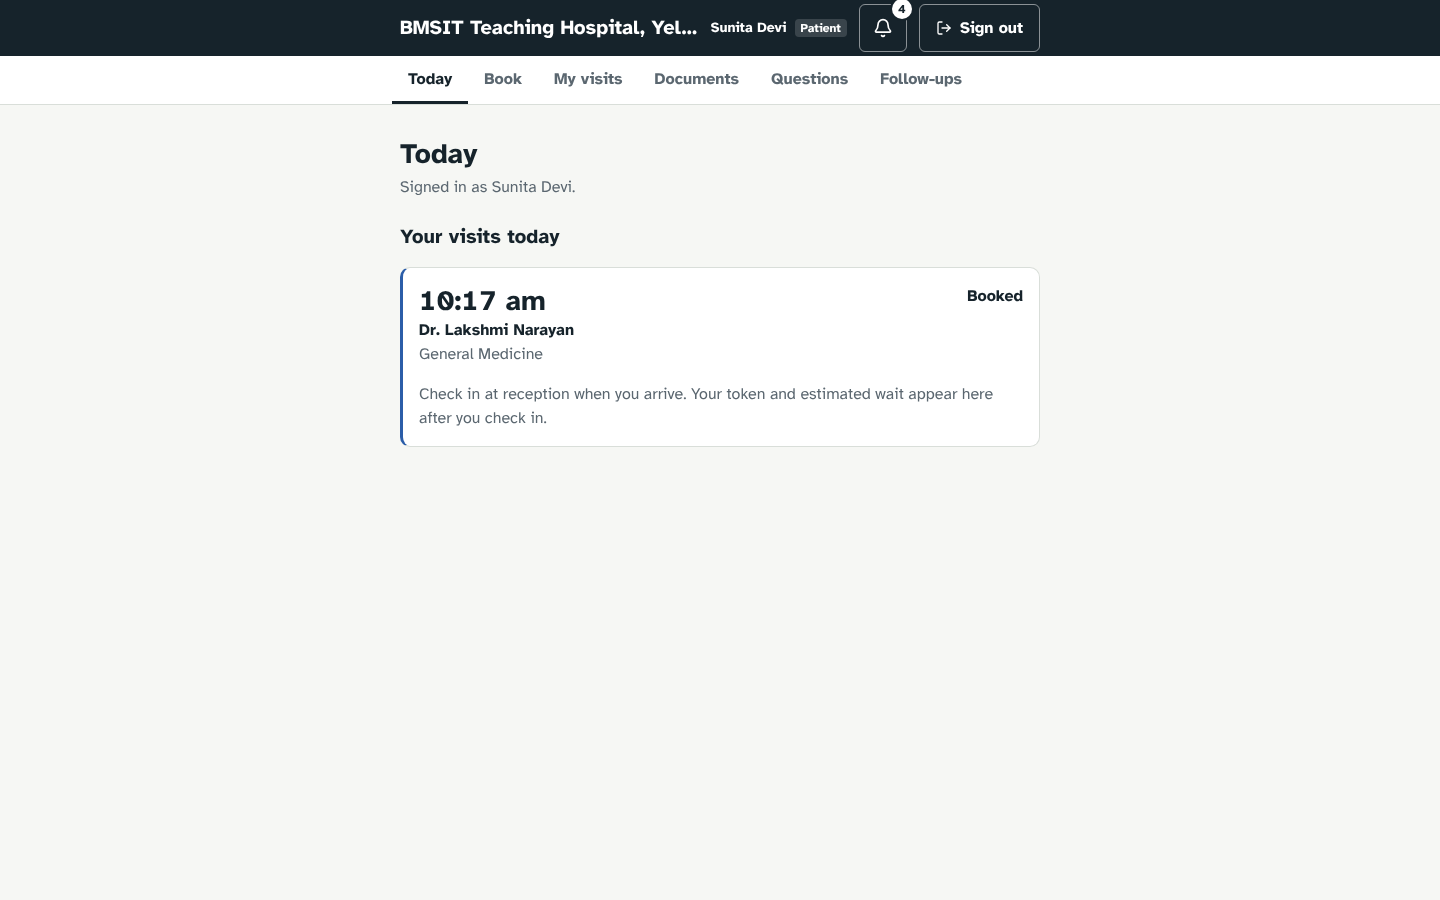 BMSIT Teaching Hospital, Yel...
Sunita Devi
Patient
4
Sign out
Today
Book
My visits
Documents
Questions
Follow-ups
Today
Signed in as Sunita Devi.
Your visits today
10:17 am
Booked
Dr. Lakshmi Narayan
General Medicine
Check in at reception when you arrive. Your token and estimated wait appear here
after you check in.